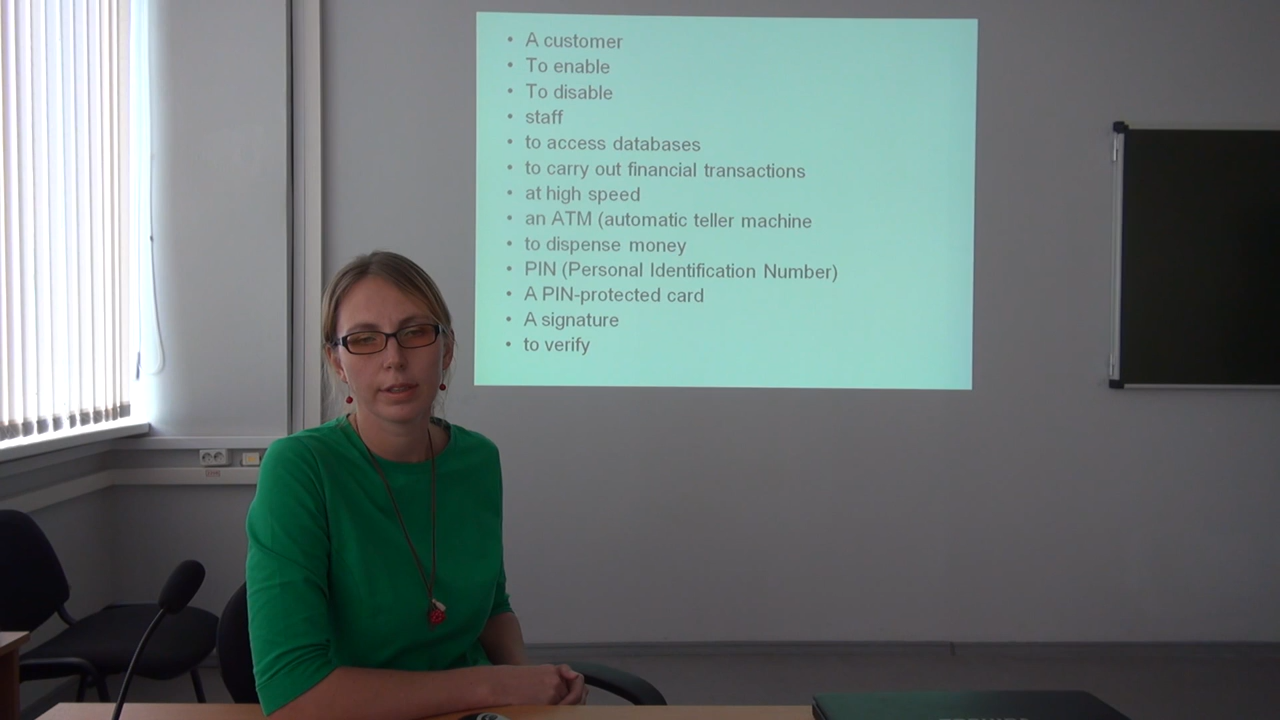 • A customer
• To enable
• To disable
• staff
• to access databases
• to carry out financial transactions
• at high speed
• an ATM (automatic teller machine
• to dispense money
• PIN (Personal Identification Number)
• A PIN-protected card
• A signature
• to verify